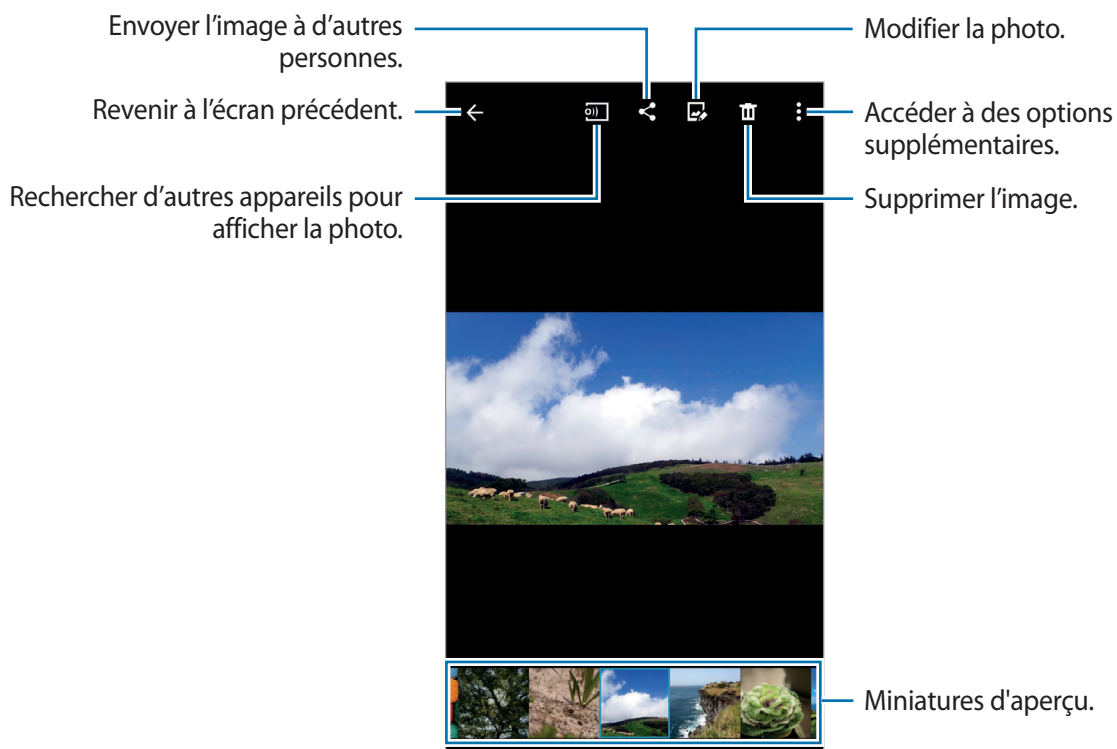 Envoyer l’image à d’autres
personnes.
Modifier la photo.
Revenir à l’écran précédent.
Accéder à des options
supplémentaires.
Rechercher d’autres appareils pour
afficher la photo.
Supprimer l’image.
Miniatures d'aperçu.